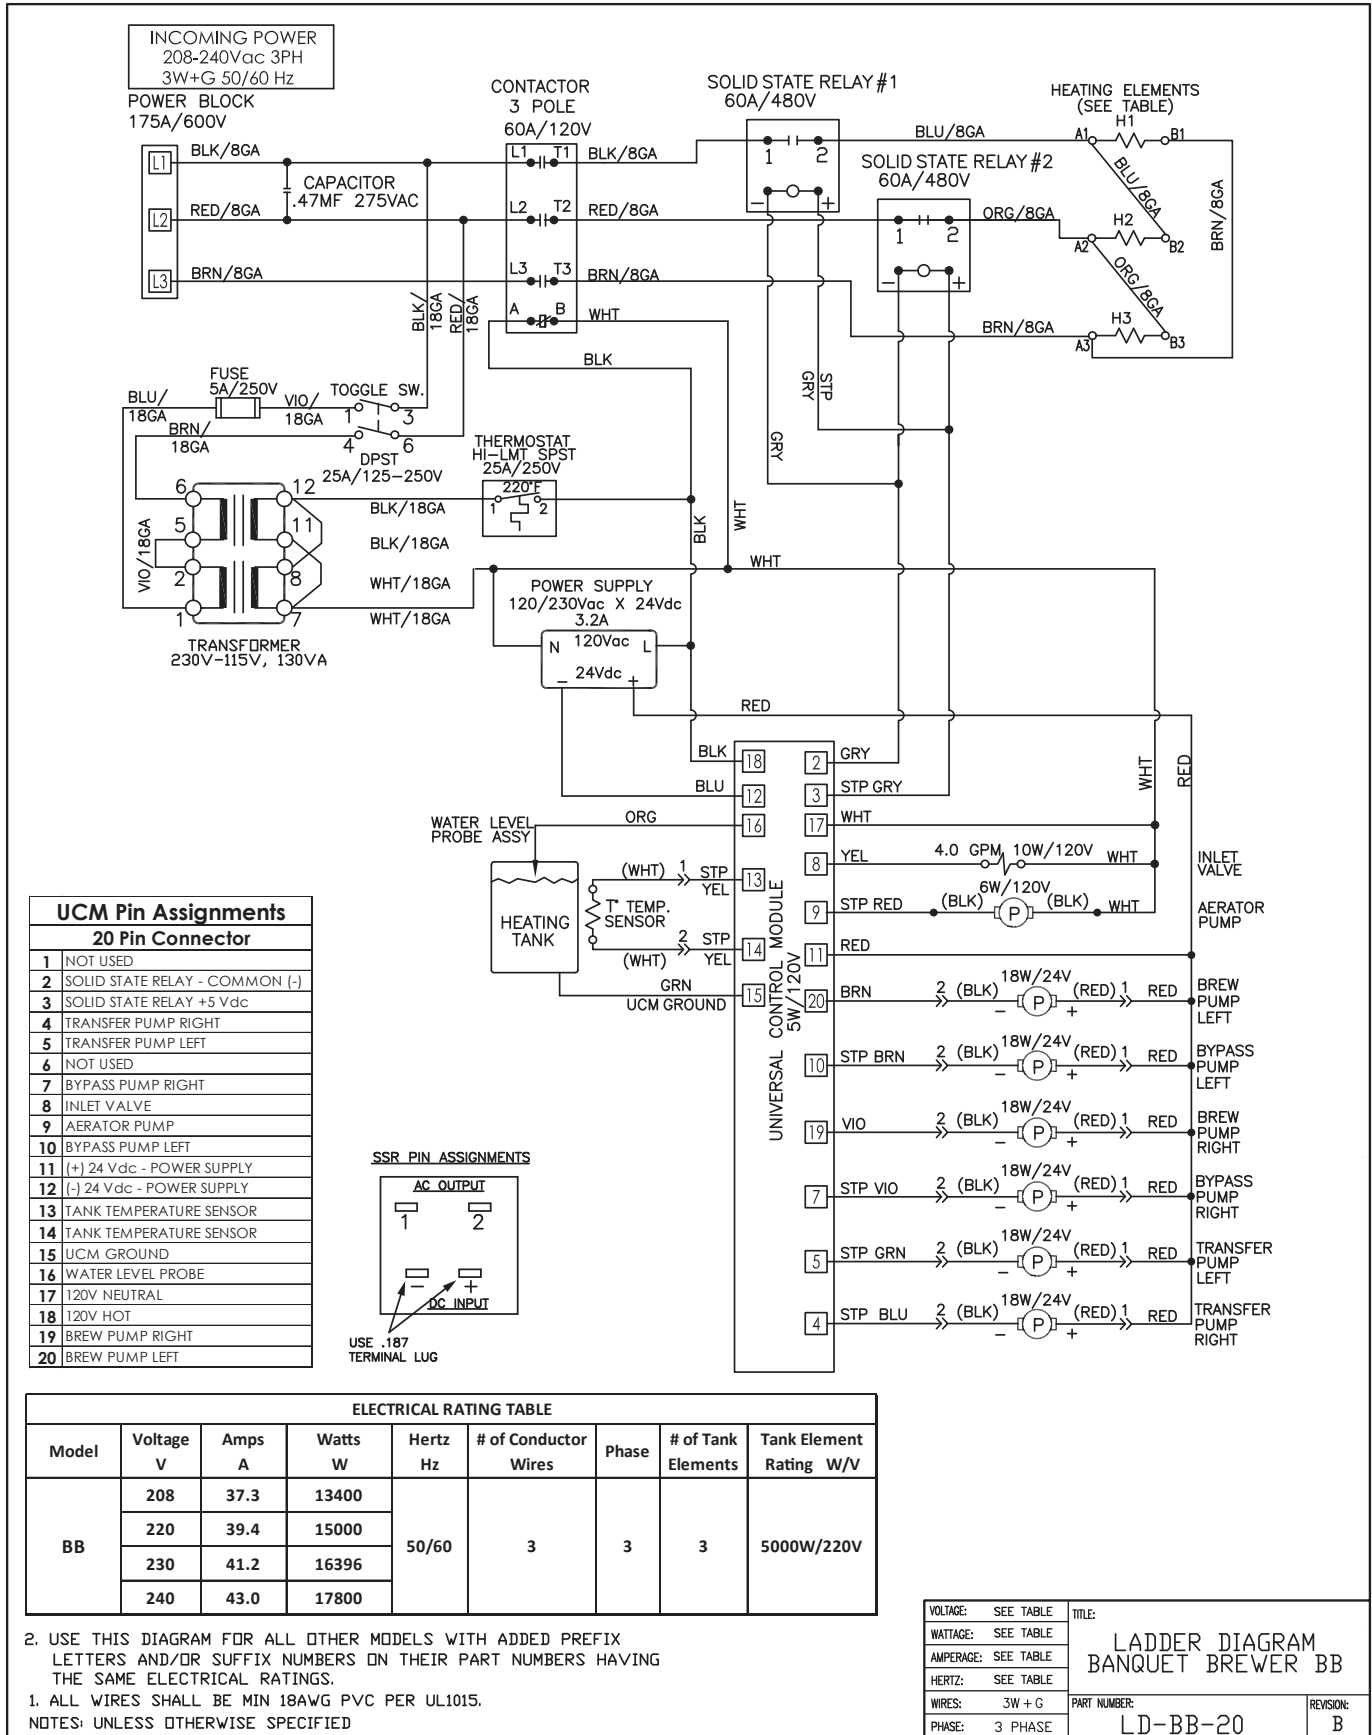 INCOMING POWER
208-240Vac 3PH
3W+G 50/60 Hz
POWER BLOCK
175A/600V
L1
BLK/8GA
L2
RED/8GA
L3
BRN/8GA
CAPACITOR
.47MF 275VAC
CONTACTOR
3 POLE
60A/120V
L1 T1
BLK/8GA
L2 T2
RED/8GA
L3 T3
BRN/8GA
A B
WHT
BLK
BLK/
18GA
RED/
18GA
SOLID STATE RELAY #1
60A/480V
1 2
- +
BLU/8GA
SOLID STATE RELAY #2
60A/480V
1 2
- +
ORG/8GA
BRN/8GA
HEATING ELEMENTS
(SEE TABLE)
H1
A1 B1
BLU/8GA
H2
A2 B2
ORG/8GA
H3
A3 B3
BRN/8GA
STP
GRY
GRY
FUSE
5A/250V
BLU/
18GA
VIO/
18GA
TOGGLE SW.
1 3
4 6
BRN/
18GA
DPST
25A/125-250V
THERMOSTAT
HI-LMT SPST
25A/250V
220°F
1 2
BLK
WHT
6 12
5 11
2 8
1 7
VIO/18GA
BLK/18GA
BLK/18GA
WHT/18GA
WHT/18GA
TRANSFORMER
230V-115V, 130VA
WHT
POWER SUPPLY
120/230Vac X 24Vdc
3.2A
N 120Vac L
- 24Vdc +
RED
WHT
RED
UNIVERSAL CONTROL MODULE
5W/120V
BLK 18
BLU 12
ORG 16
WATER LEVEL
PROBE ASSY
HEATING
TANK
(WHT) 1 STP
YEL 13
T° TEMP.
SENSOR
(WHT) 2 STP
YEL 14
GRN
UCM GROUND 15
2 GRY
3 STP GRY
17 WHT
8 YEL 4.0 GPM 10W/120V WHT
INLET
VALVE
9 STP RED (BLK) 6W/120V P (BLK) WHT
AERATOR
PUMP
11 RED
20 BRN 2 (BLK) 18W/24V - P + (RED) 1 RED
BREW
PUMP
LEFT
10 STP BRN 2 (BLK) 18W/24V - P + (RED) 1 RED
BYPASS
PUMP
LEFT
19 VIO 2 (BLK) 18W/24V - P + (RED) 1 RED
BREW
PUMP
RIGHT
7 STP VIO 2 (BLK) 18W/24V - P + (RED) 1 RED
BYPASS
PUMP
RIGHT
5 STP GRN 2 (BLK) 18W/24V - P + (RED) 1 RED
TRANSFER
PUMP
LEFT
4 STP BLU 2 (BLK) 18W/24V - P + (RED) 1 RED
TRANSFER
PUMP
RIGHT
UCM Pin Assignments
20 Pin Connector
1 NOT USED
2 SOLID STATE RELAY - COMMON (-)
3 SOLID STATE RELAY +5 Vdc
4 TRANSFER PUMP RIGHT
5 TRANSFER PUMP LEFT
6 NOT USED
7 BYPASS PUMP RIGHT
8 INLET VALVE
9 AERATOR PUMP
10 BYPASS PUMP LEFT
11 (+) 24 Vdc - POWER SUPPLY
12 (-) 24 Vdc - POWER SUPPLY
13 TANK TEMPERATURE SENSOR
14 TANK TEMPERATURE SENSOR
15 UCM GROUND
16 WATER LEVEL PROBE
17 120V NEUTRAL
18 120V HOT
19 BREW PUMP RIGHT
20 BREW PUMP LEFT
SSR PIN ASSIGNMENTS
AC OUTPUT
1 2
- +
DC INPUT
USE .187
TERMINAL LUG
ELECTRICAL RATING TABLE
Model Voltage V Amps A Watts W Hertz Hz # of Conductor Wires Phase # of Tank Elements Tank Element Rating W/V
BB 50/60 3 3 3 5000W/220V
208 37.3 13400
220 39.4 15000
230 41.2 16396
240 43.0 17800
2. USE THIS DIAGRAM FOR ALL OTHER MODELS WITH ADDED PREFIX
LETTERS AND/OR SUFFIX NUMBERS ON THEIR PART NUMBERS HAVING
THE SAME ELECTRICAL RATINGS.
1. ALL WIRES SHALL BE MIN 18AWG PVC PER UL1015.
NOTES: UNLESS OTHERWISE SPECIFIED
VOLTAGE: SEE TABLE
WATTAGE: SEE TABLE
AMPERAGE: SEE TABLE
HERTZ: SEE TABLE
WIRES: 3W + G
PHASE: 3 PHASE
TITLE:
LADDER DIAGRAM
BANQUET BREWER BB
PART NUMBER:
LD-BB-20
REVISION:
B